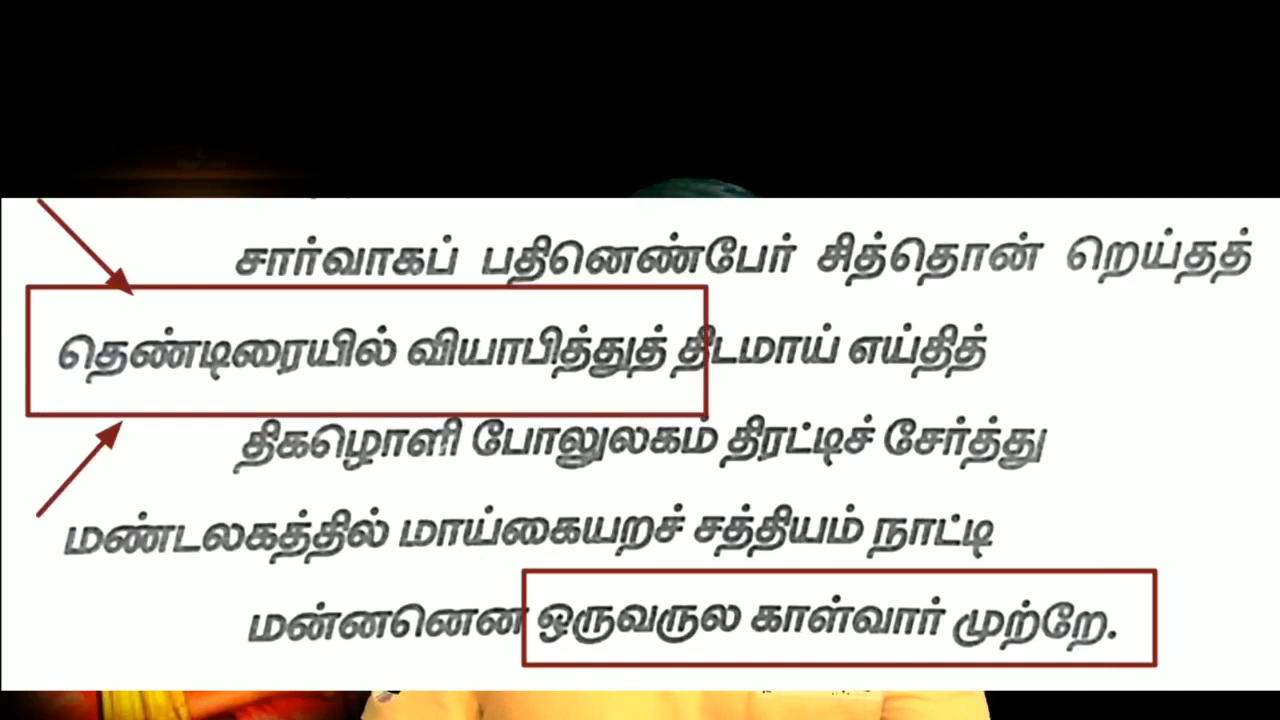 சார்வாகப் பதினெண்பேர் சித்தொன் றெய்தத்
தெண்டிரையில் வியாபித்துத் தீடமாய் எய்தித்
திகழொளி போலுலகம் திரட்டிச் சேர்த்து
மண்டலகத்தில் மாய்கையறச் சத்தியம் நாட்டி
மன்னனென ஒருவருல காள்வார் முற்றே.